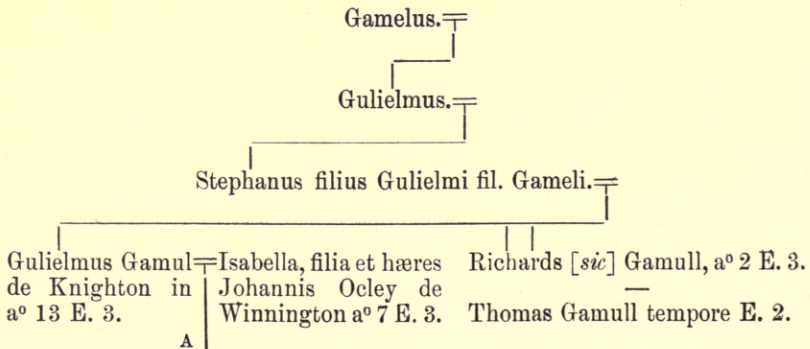 Gamelus.
Gulielmus.
Stephanus filius Gulielmi fil. Gameli.
Gulielmus Gamul
de Knighton in
aº 13 E. 3.
Isabella, filia et hæres
Johannis Ocley de
Winnington aº 7 E. 3.
Richards [sic] Gamull, aº 2 E. 3.
Thomas Gamull tempore E. 2.
A